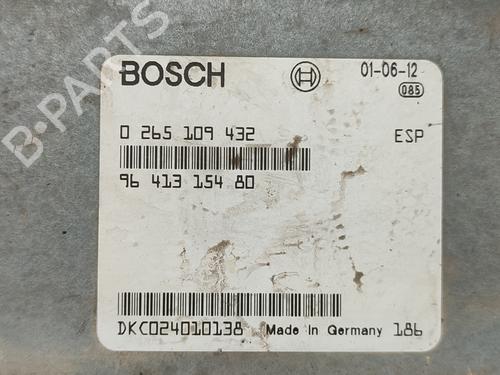 BOSCH 01-06-12
085
0 265 109 432 ESP
96 413 154 80
DKC024010138 Made in Germany 186
B-PARTS